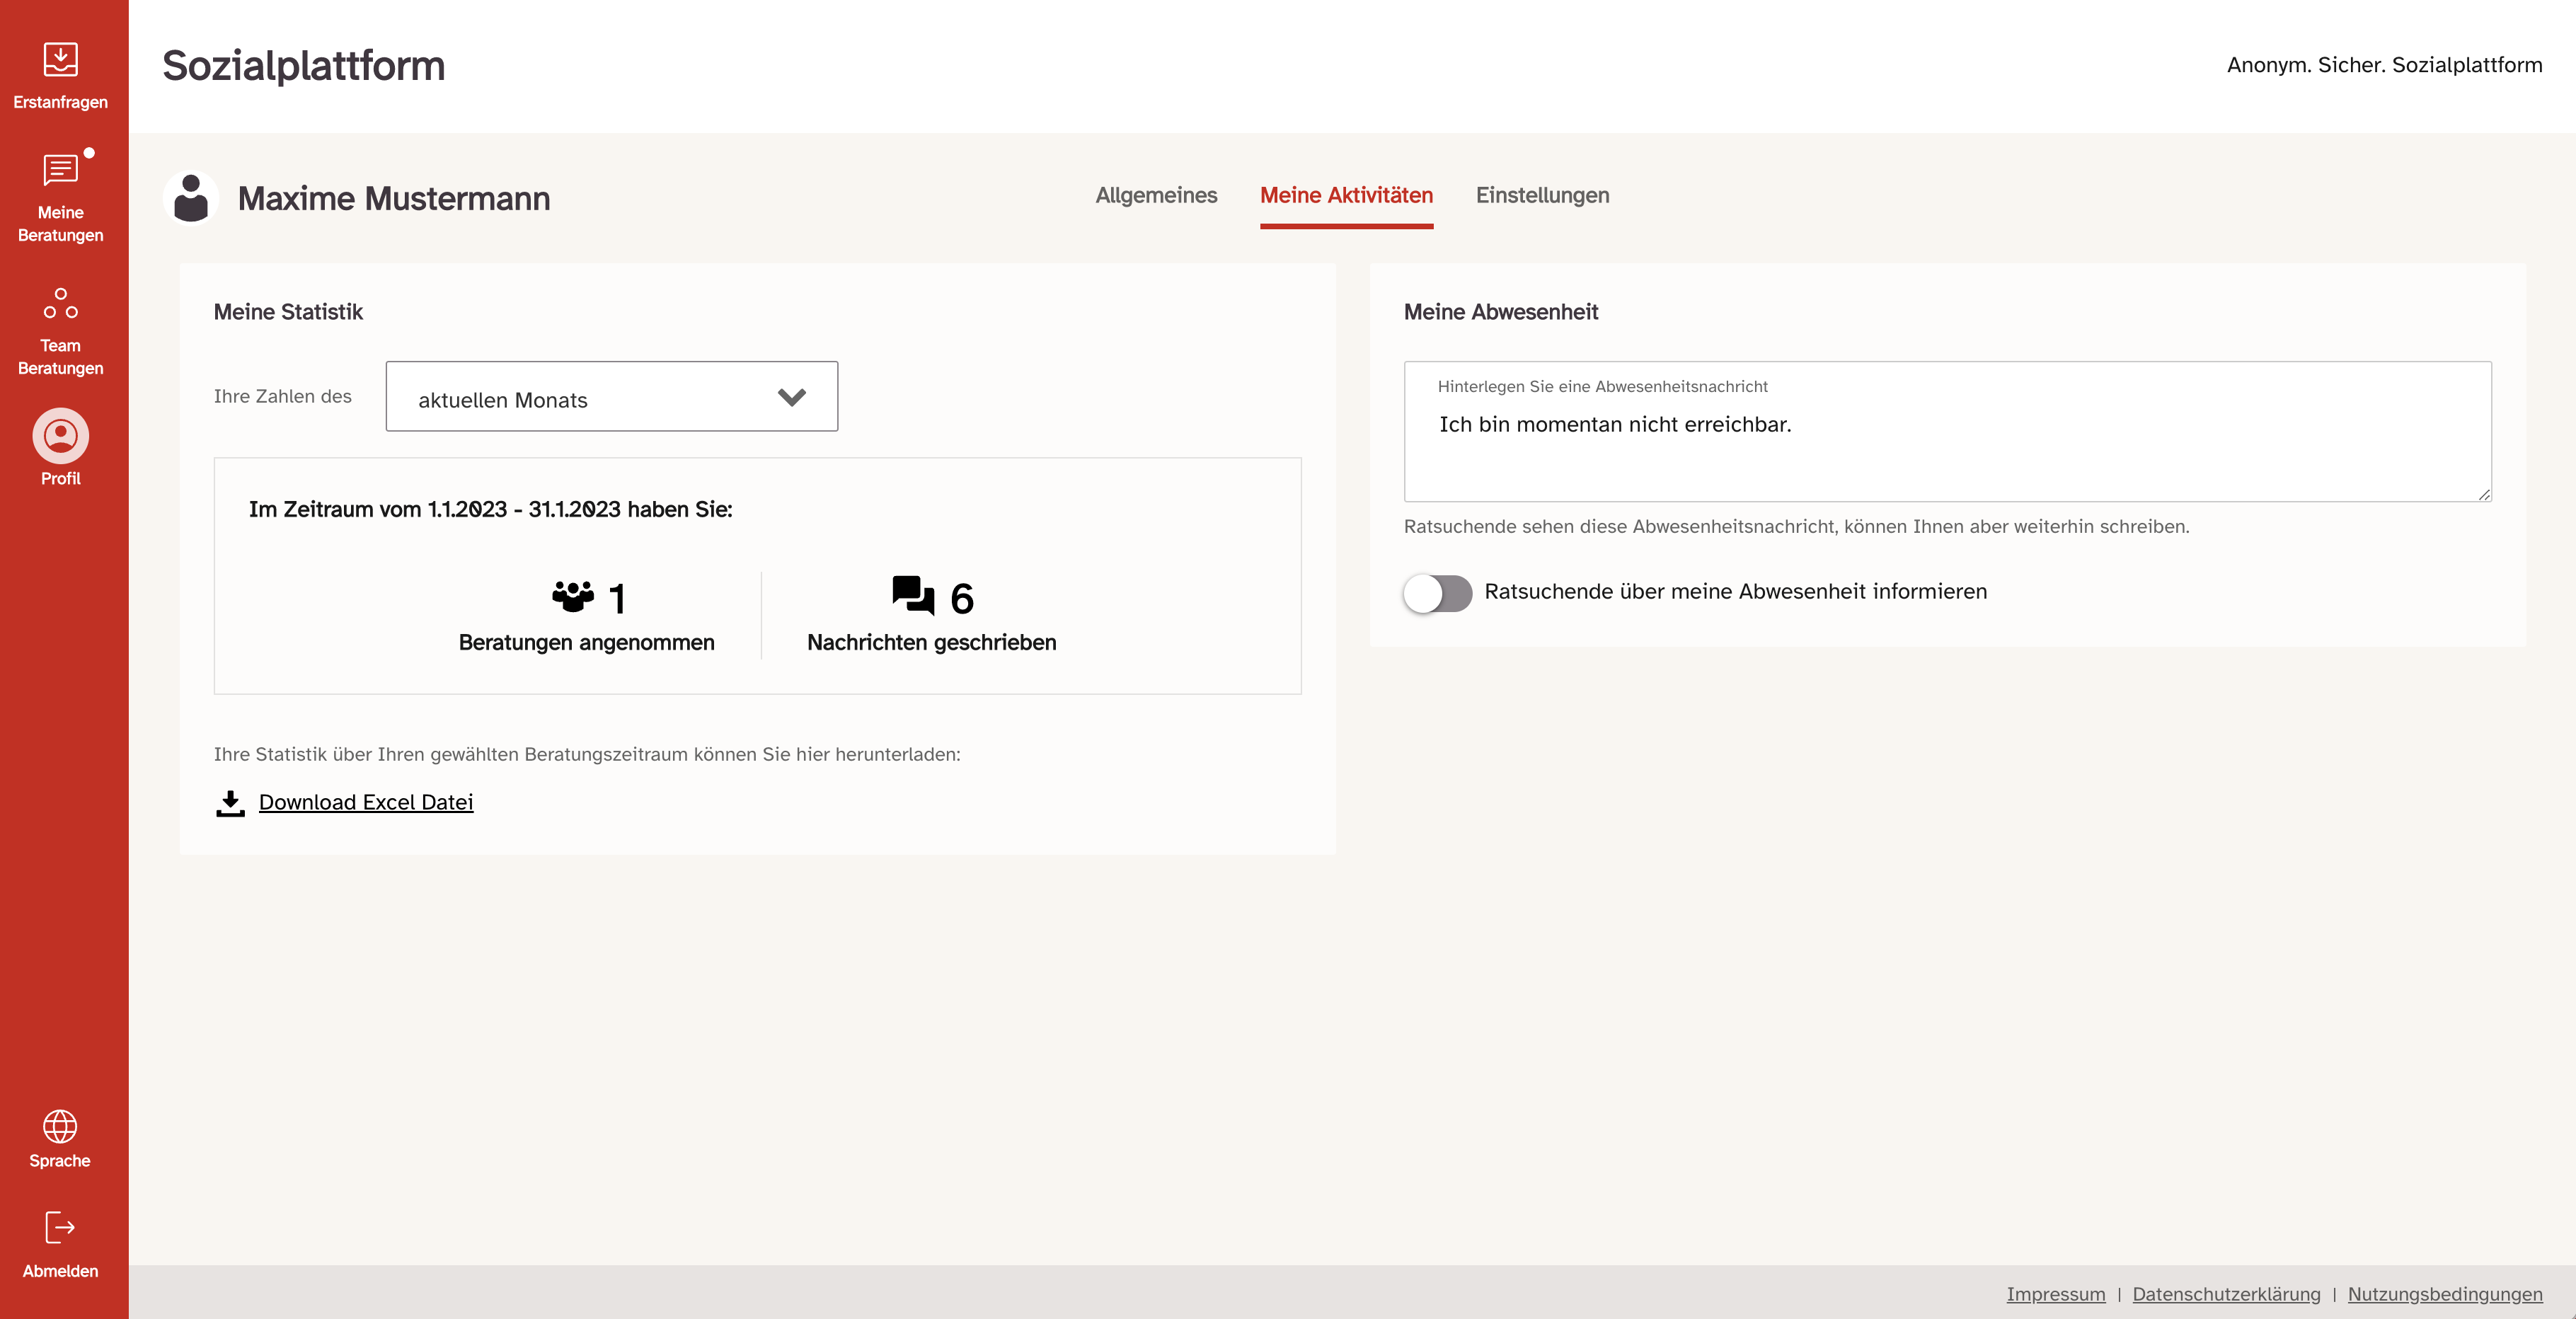 Erstanfragen
Meine
Beratungen
Team
Beratungen
Profil
Sprache
Abmelden
Sozialplattform
Anonym. Sicher. Sozialplattform
Maxime Mustermann
Allgemeines
Meine Aktivitäten
Einstellungen
Meine Statistik
Ihre Zahlen des
aktuellen Monats
Im Zeitraum vom 1.1.2023 - 31.1.2023 haben Sie:
1
Beratungen angenommen
6
Nachrichten geschrieben
Ihre Statistik über Ihren gewählten Beratungszeitraum können Sie hier herunterladen:
Download Excel Datei
Meine Abwesenheit
Hinterlegen Sie eine Abwesenheitsnachricht
Ich bin momentan nicht erreichbar.
Ratsuchende sehen diese Abwesenheitsnachricht, können Ihnen aber weiterhin schreiben.
Ratsuchende über meine Abwesenheit informieren
Impressum | Datenschutzerklärung | Nutzungsbedingungen